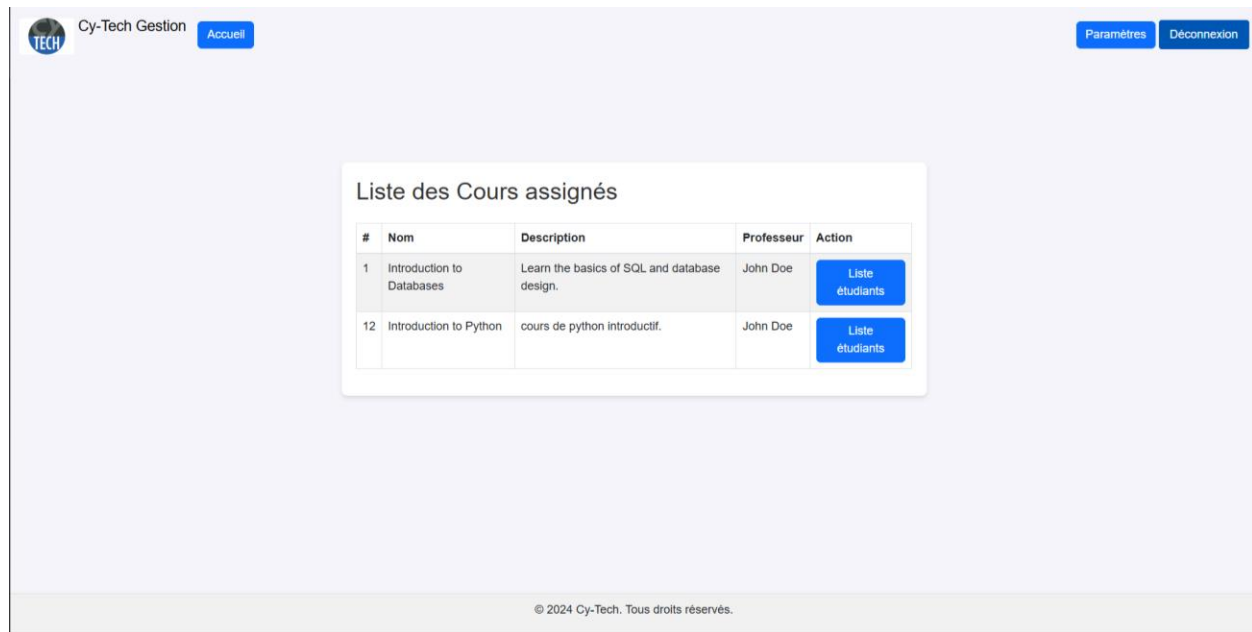 CY
TECH
Cy-Tech Gestion
Accueil
Paramètres
Déconnexion
Liste des Cours assignés
# Nom Description Professeur Action
1 Introduction to Databases Learn the basics of SQL and database design. John Doe Liste étudiants
12 Introduction to Python cours de python introductif. John Doe Liste étudiants
© 2024 Cy-Tech. Tous droits réservés.